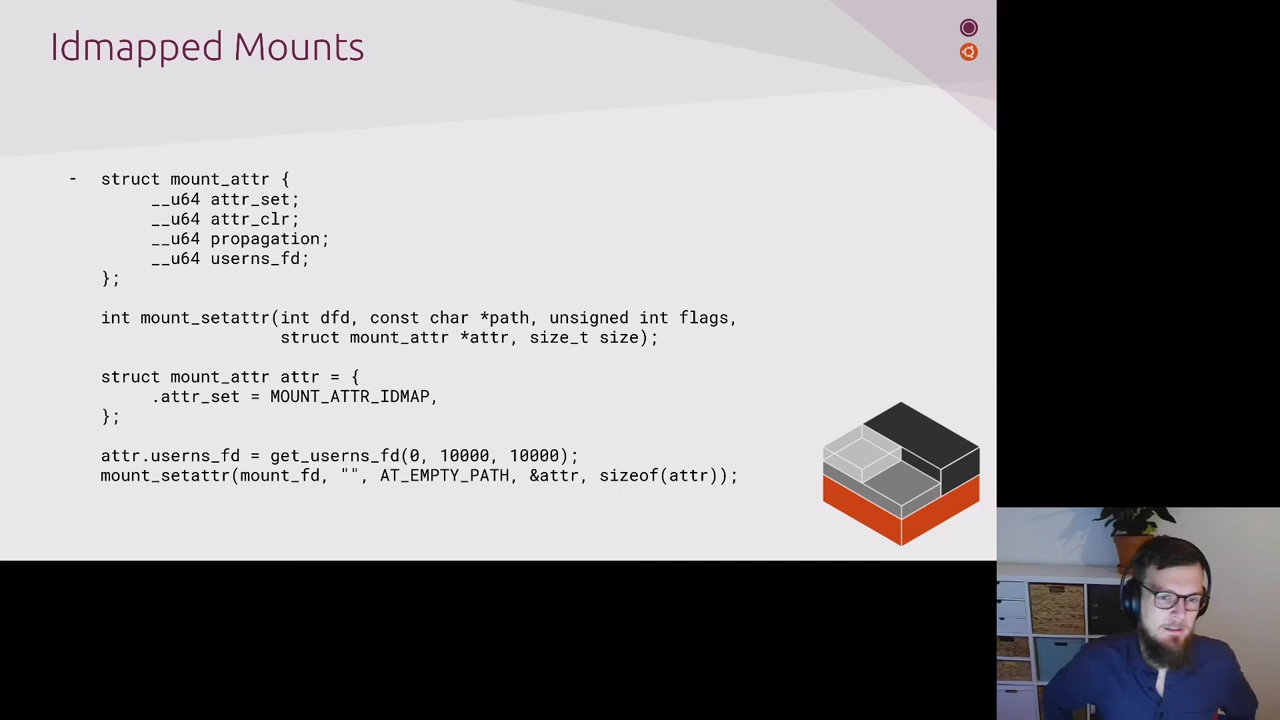 Idmapped Mounts
- struct mount_attr {
__u64 attr_set;
__u64 attr_clr;
__u64 propagation;
__u64 userns_fd;
};
int mount_setattr(int dfd, const char *path, unsigned int flags,
struct mount_attr *attr, size_t size);
struct mount_attr attr = {
.attr_set = MOUNT_ATTR_IDMAP,
};
attr.userns_fd = get_userns_fd(0, 10000, 10000);
mount_setattr(mount_fd, "", AT_EMPTY_PATH, &attr, sizeof(attr));